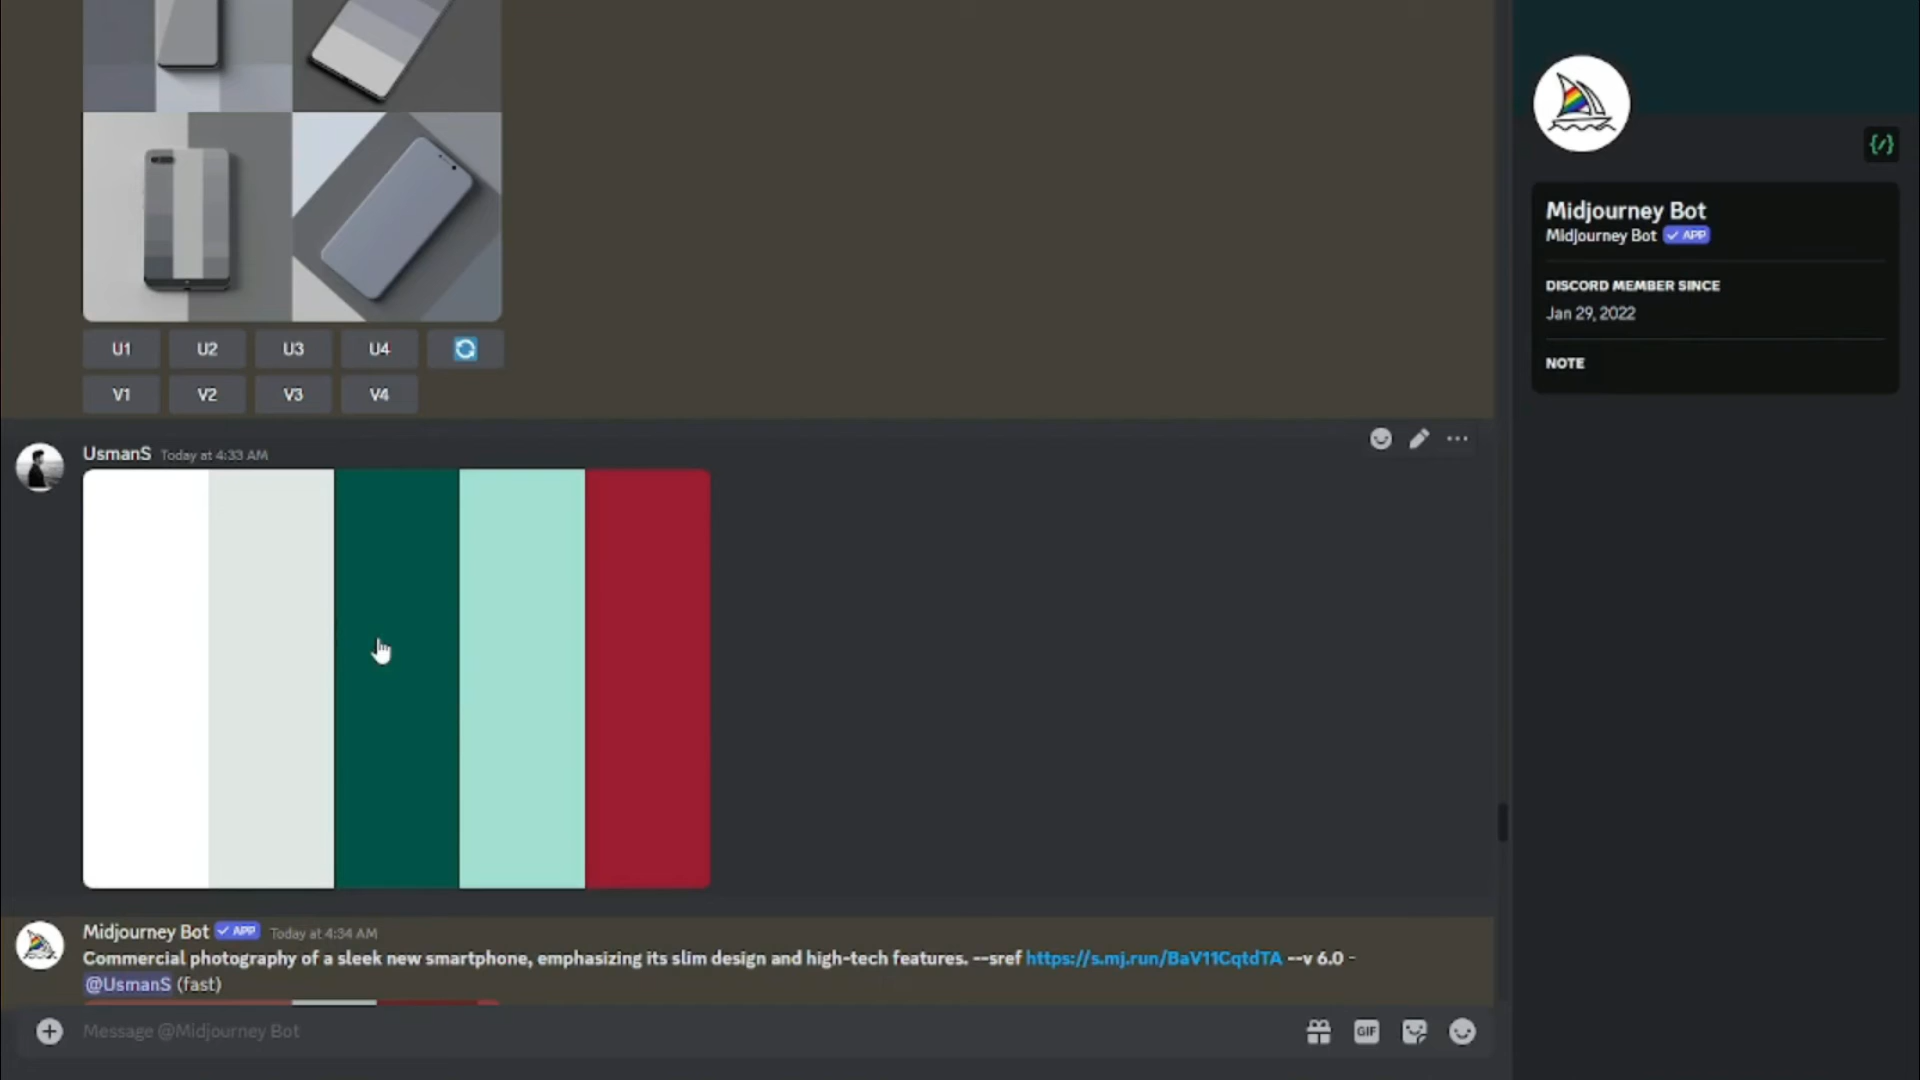 U1 U2 U3 U4
V1 V2 V3 V4
UsmanS Today at 4:33 AM
Midjourney Bot ✓ APP Today at 4:34 AM
Commercial photography of a sleek new smartphone, emphasizing its slim design and high-tech features. --sref https://s.mj.run/BaV11CqtdTA --v 6.0 -
@UsmanS (fast)
Message @Midjourney Bot
GIF
Midjourney Bot
Midjourney Bot ✓ APP
DISCORD MEMBER SINCE
Jan 29, 2022
NOTE